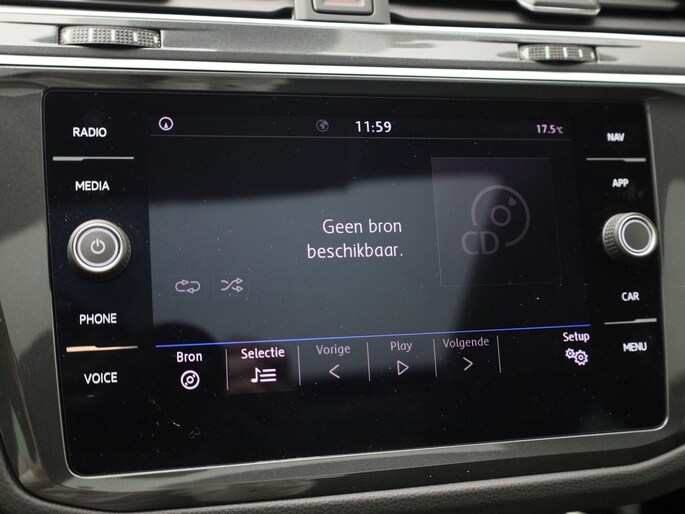 RADIO
MEDIA
PHONE
VOICE
11:59
17.5°C
Geen bron
beschikbaar.
CD
Bron
Selectie
Vorige
Play
Volgende
Setup
NAV
APP
CAR
MENU